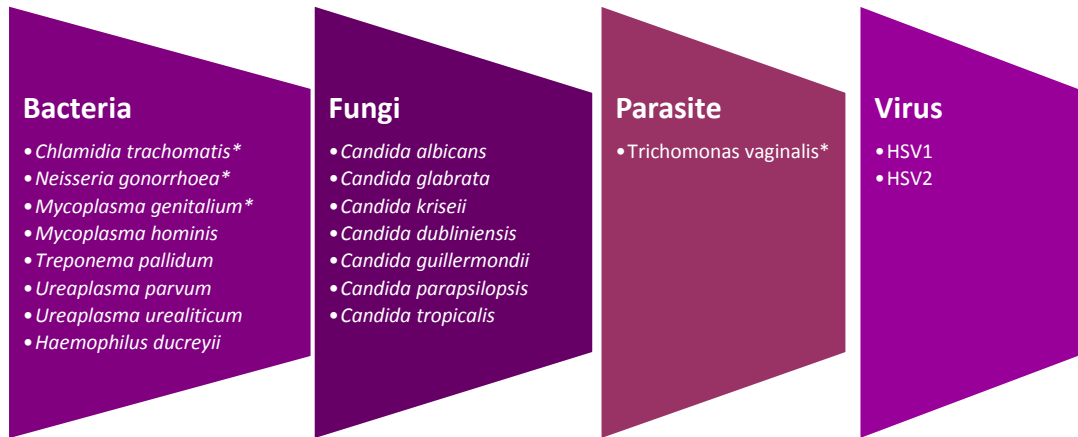 Bacteria
•Chlamidia trachomatis*
•Neisseria gonorrhoea*
•Mycoplasma genitalium*
•Mycoplasma hominis
•Treponema pallidum
•Ureaplasma parvum
•Ureaplasma urealiticum
•Haemophilus ducreyii
Fungi
•Candida albicans
•Candida glabrata
•Candida kriseii
•Candida dubliniensis
•Candida guillermondii
•Candida parapsilopsis
•Candida tropicalis
Parasite
•Trichomonas vaginalis*
Virus
•HSV1
•HSV2